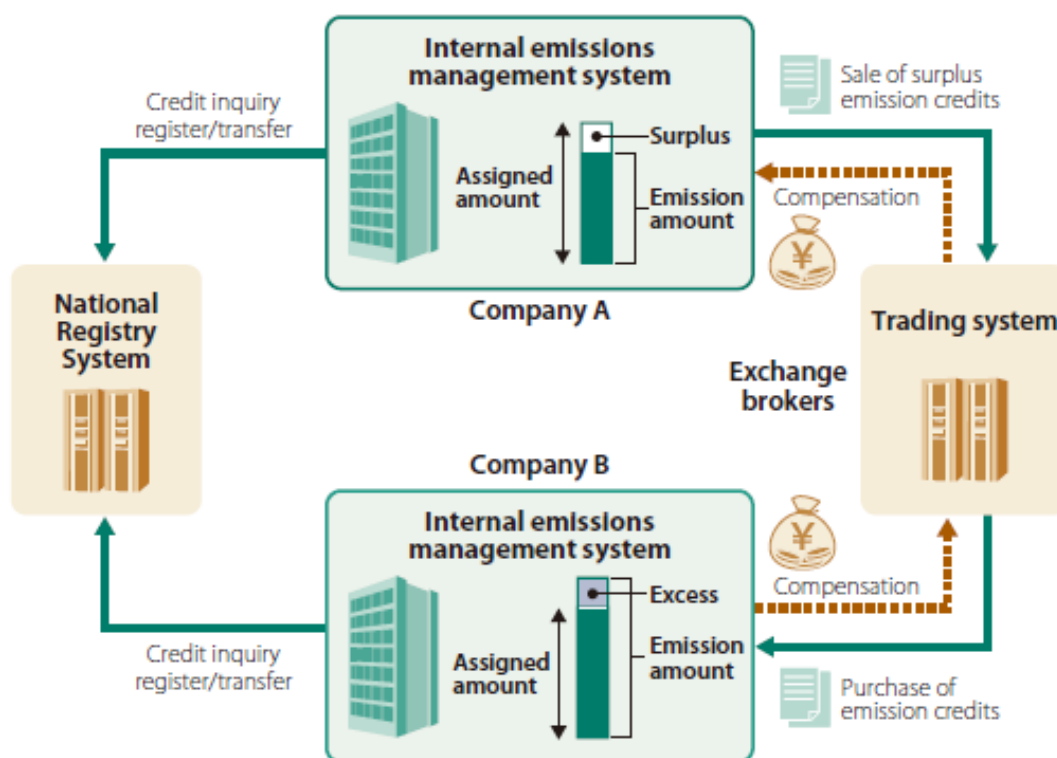 Internal emissions
management system
Credit inquiry
register/transfer
Assigned
amount
Surplus
Emission
amount
Company A
Sale of surplus
emission credits
Compensation
¥
National
Registry
System
Trading system
Exchange
brokers
Company B
Internal emissions
management system
Credit inquiry
register/transfer
Assigned
amount
Excess
Emission
amount
¥
Compensation
Purchase of
emission credits